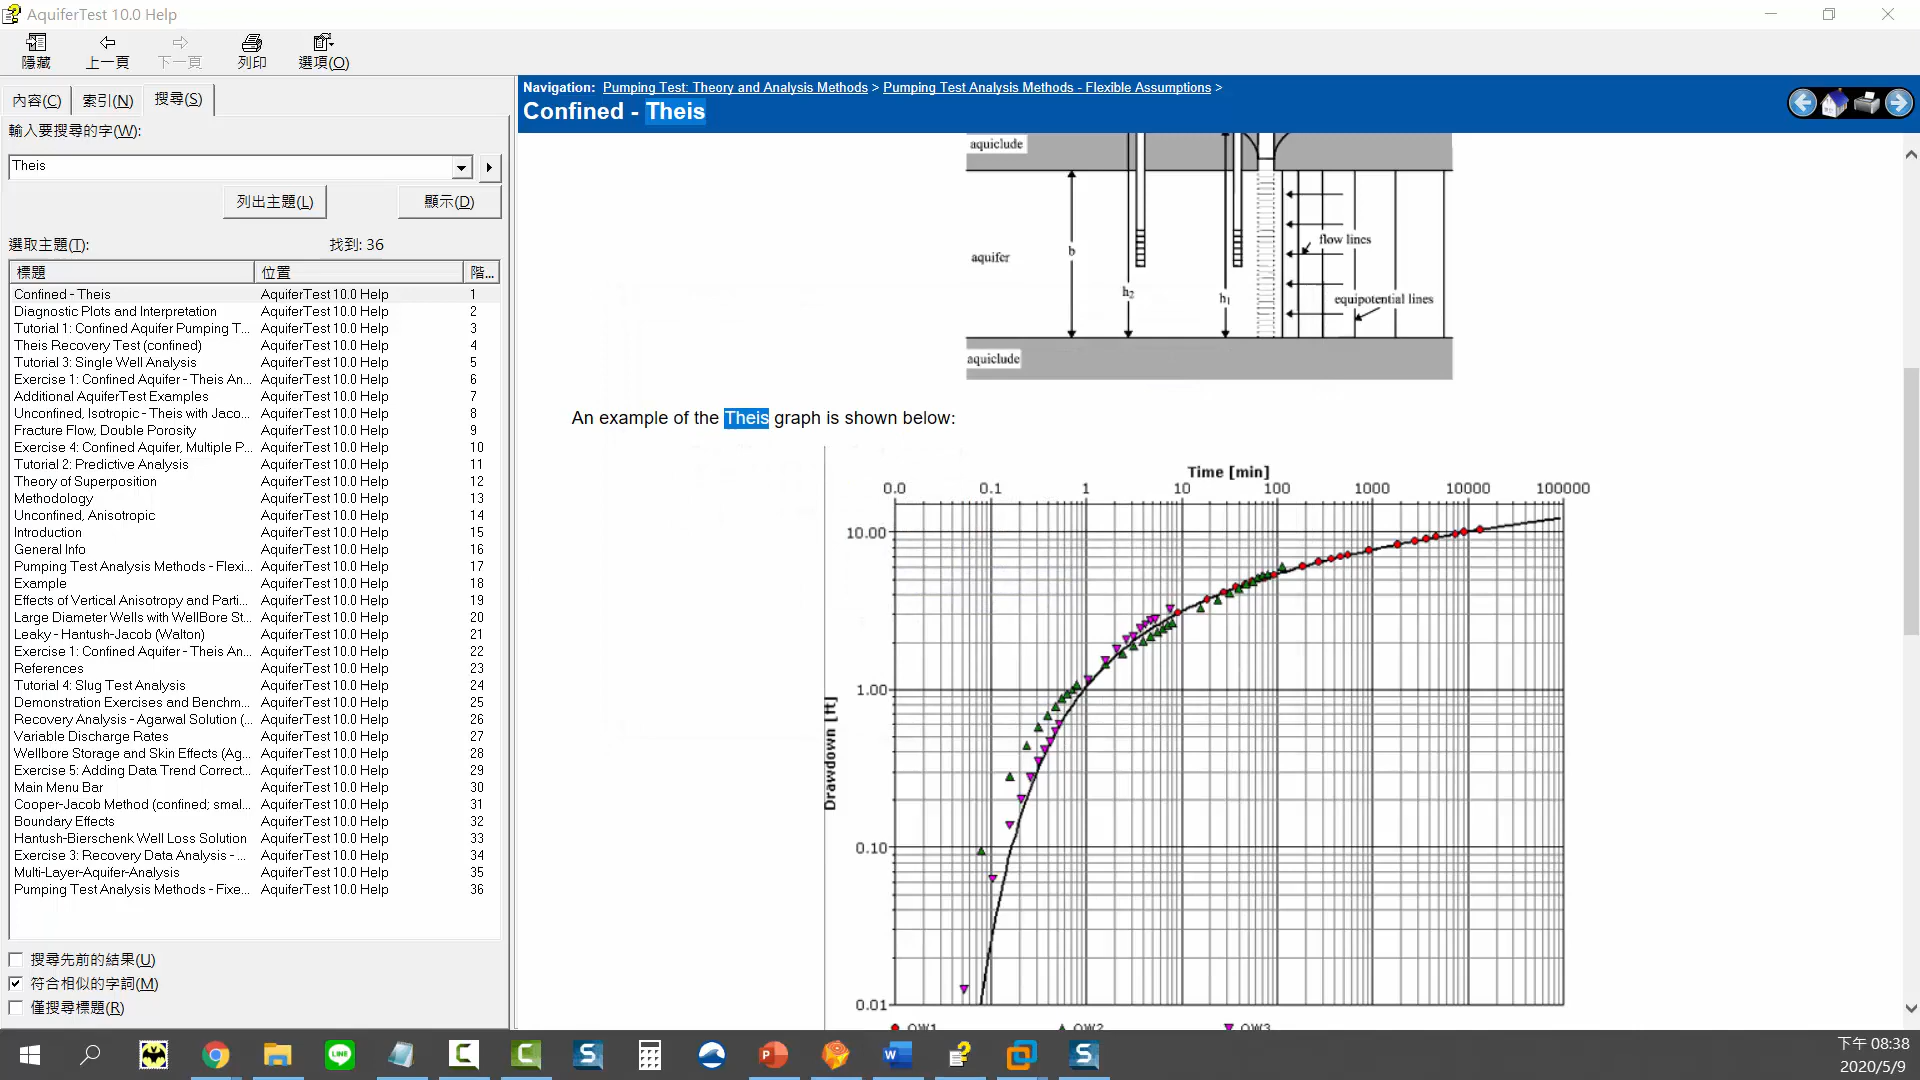 AquiferTest 10.0 Help
隱藏
上一頁
下一頁
列印
選項(O)
內容(C)
索引(N)
搜尋(S)
輸入要搜尋的字(W):
Theis
列出主題(L)
顯示(D)
選取主題(T):
找到: 36
標題 位置 階...
Confined - Theis AquiferTest 10.0 Help 1
Diagnostic Plots and Interpretation AquiferTest 10.0 Help 2
Tutorial 1: Confined Aquifer Pumping T... AquiferTest 10.0 Help 3
Theis Recovery Test (confined) AquiferTest 10.0 Help 4
Tutorial 3: Single Well Analysis AquiferTest 10.0 Help 5
Exercise 1: Confined Aquifer - Theis An... AquiferTest 10.0 Help 6
Additional AquiferTest Examples AquiferTest 10.0 Help 7
Unconfined, Isotropic - Theis with Jaco... AquiferTest 10.0 Help 8
Fracture Flow, Double Porosity AquiferTest 10.0 Help 9
Exercise 4: Confined Aquifer, Multiple P... AquiferTest 10.0 Help 10
Tutorial 2: Predictive Analysis AquiferTest 10.0 Help 11
Theory of Superposition AquiferTest 10.0 Help 12
Methodology AquiferTest 10.0 Help 13
Unconfined, Anisotropic AquiferTest 10.0 Help 14
Introduction AquiferTest 10.0 Help 15
General Info AquiferTest 10.0 Help 16
Pumping Test Analysis Methods - Flexi... AquiferTest 10.0 Help 17
Example AquiferTest 10.0 Help 18
Effects of Vertical Anisotropy and Parti... AquiferTest 10.0 Help 19
Large Diameter Wells with WellBore St... AquiferTest 10.0 Help 20
Leaky - Hantush-Jacob (Walton) AquiferTest 10.0 Help 21
Exercise 1: Confined Aquifer - Theis An... AquiferTest 10.0 Help 22
References AquiferTest 10.0 Help 23
Tutorial 4: Slug Test Analysis AquiferTest 10.0 Help 24
Demonstration Exercises and Benchm... AquiferTest 10.0 Help 25
Recovery Analysis - Agarwal Solution (... AquiferTest 10.0 Help 26
Variable Discharge Rates AquiferTest 10.0 Help 27
Wellbore Storage and Skin Effects (Ag... AquiferTest 10.0 Help 28
Exercise 5: Adding Data Trend Correct... AquiferTest 10.0 Help 29
Main Menu Bar AquiferTest 10.0 Help 30
Cooper-Jacob Method (confined; smal... AquiferTest 10.0 Help 31
Boundary Effects AquiferTest 10.0 Help 32
Hantush-Bierschenk Well Loss Solution AquiferTest 10.0 Help 33
Exercise 3: Recovery Data Analysis - ... AquiferTest 10.0 Help 34
Multi-Layer-Aquifer-Analysis AquiferTest 10.0 Help 35
Pumping Test Analysis Methods - Fixe... AquiferTest 10.0 Help 36
搜尋先前的結果(U)
符合相似的字詞(M)
僅搜尋標題(R)
Navigation: Pumping Test: Theory and Analysis Methods > Pumping Test Analysis Methods - Flexible Assumptions >
Confined - Theis
aquiclude
flow lines
b
aquifer
h2
h1
equipotential lines
aquiclude
An example of the Theis graph is shown below:
Time [min]
0.0 0.1 1 10 100 1000 10000 100000
10.00
1.00
Drawdown [ft]
0.10
0.01
OW1 OW2 OW3
LINE
下午 08:38
2020/5/9